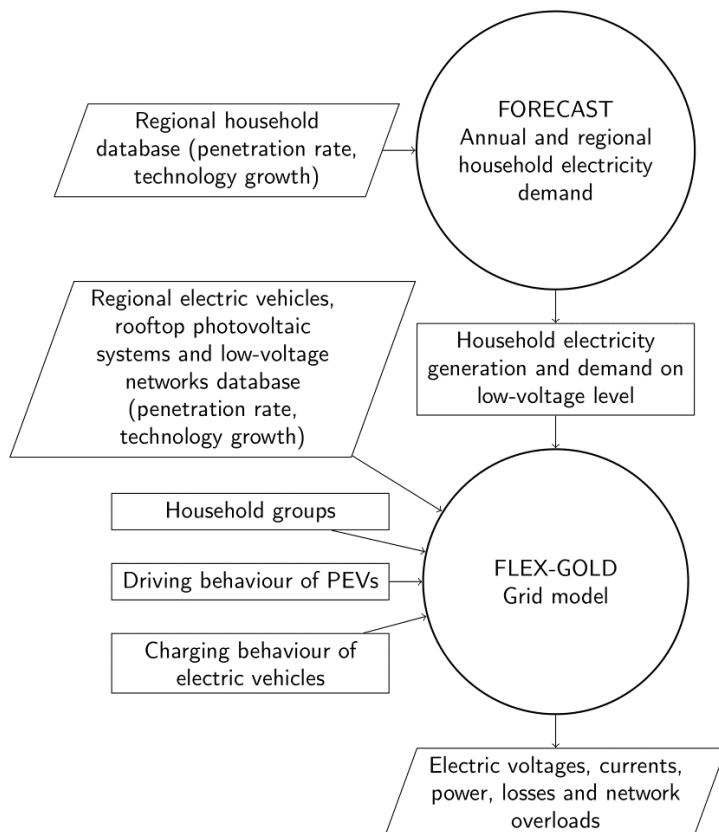 Regional household
database (penetration rate,
technology growth)
FORECAST
Annual and regional
household electricity
demand
Regional electric vehicles,
rooftop photovoltaic
systems and low-voltage
networks database
(penetration rate,
technology growth)
Household electricity
generation and demand on
low-voltage level
Household groups
Driving behaviour of PEVs
Charging behaviour of
electric vehicles
FLEX-GOLD
Grid model
Electric voltages, currents,
power, losses and network
overloads